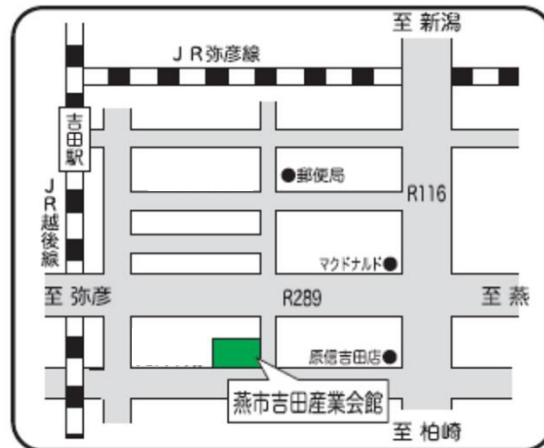 至 新潟
JR弥彦線
吉田駅
●郵便局
R116
JR越後線
マクドナルド●
至 弥彦
R289
至 燕
原信吉田店●
燕市吉田産業会館
至 柏崎